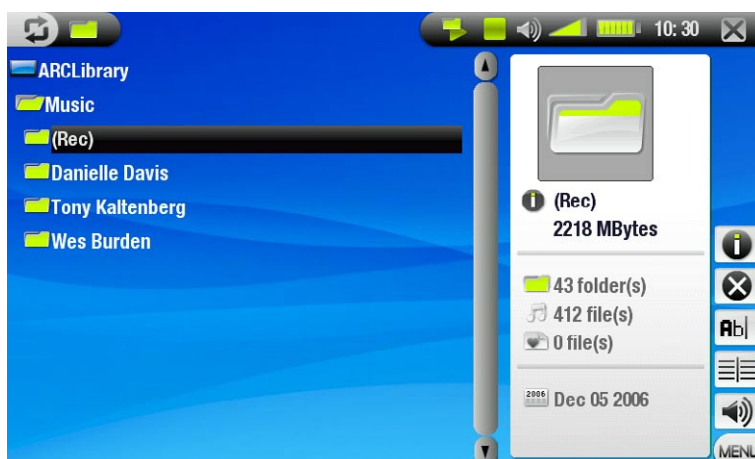 10:30
ARCLibrary
Music
(Rec)
Danielle Davis
Tony Kaltenberg
Wes Burden
(Rec)
2218 MBytes
43 folder(s)
412 file(s)
0 file(s)
2006 Dec 05 2006
Ab
MENU